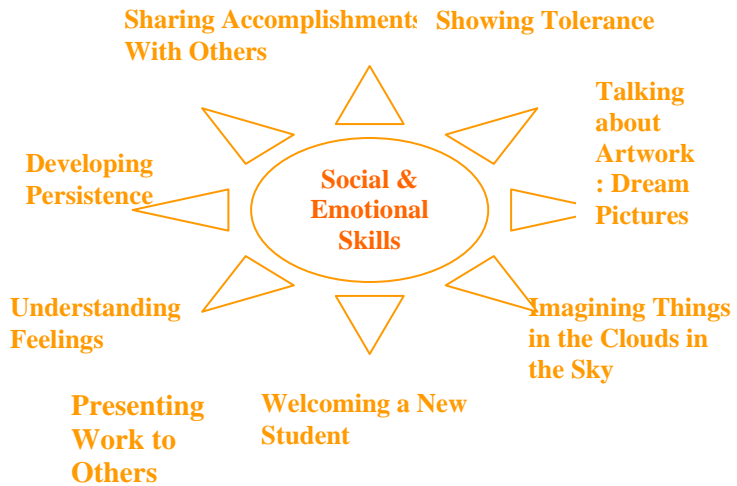 Sharing Accomplishments
With Others
Showing Tolerance
Talking
about
Artwork
: Dream
Pictures
Developing
Persistence
Social &
Emotional
Skills
Understanding
Feelings
Imagining Things
in the Clouds in
the Sky
Presenting
Work to
Others
Welcoming a New
Student